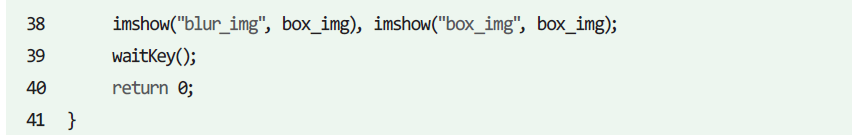 38 imshow("blur_img", box_img), imshow("box_img", box_img);
39 waitKey();
40 return 0;
41 }